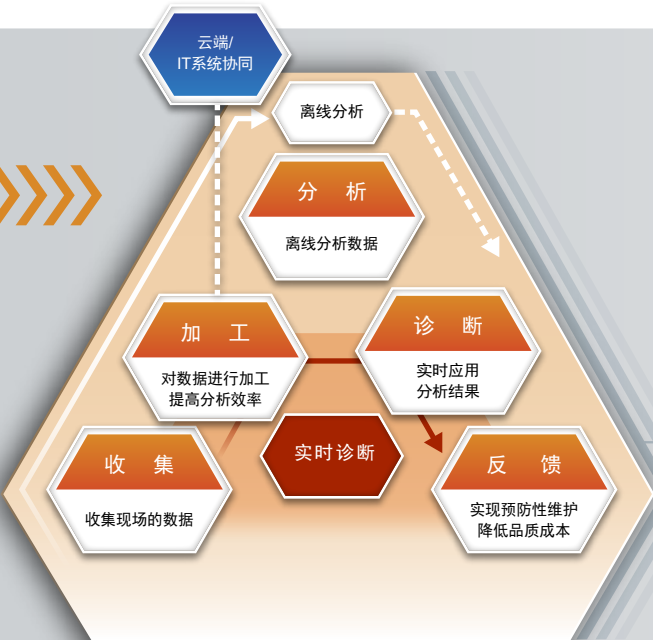 云端/
IT系统协同
离线分析
分 析
离线分析数据
加 工
对数据进行加工
提高分析效率
诊 断
实时应用
分析结果
实时诊断
收 集
收集现场的数据
反 馈
实现预防性维护
降低品质成本